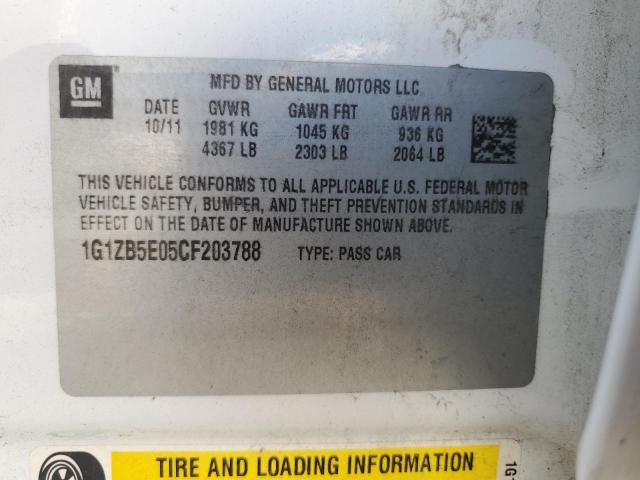 GM
MFD BY GENERAL MOTORS LLC
DATE GVWR GAWR FRT GAWR RR
10/11 1981 KG 1045 KG 936 KG
4367 LB 2303 LB 2064 LB
THIS VEHICLE CONFORMS TO ALL APPLICABLE U.S. FEDERAL MOTOR
VEHICLE SAFETY, BUMPER, AND THEFT PREVENTION STANDARDS IN
EFFECT ON THE DATE OF MANUFACTURE SHOWN ABOVE.
1G1ZB5E05CF203788 TYPE: PASS CAR
TIRE AND LOADING INFORMATION